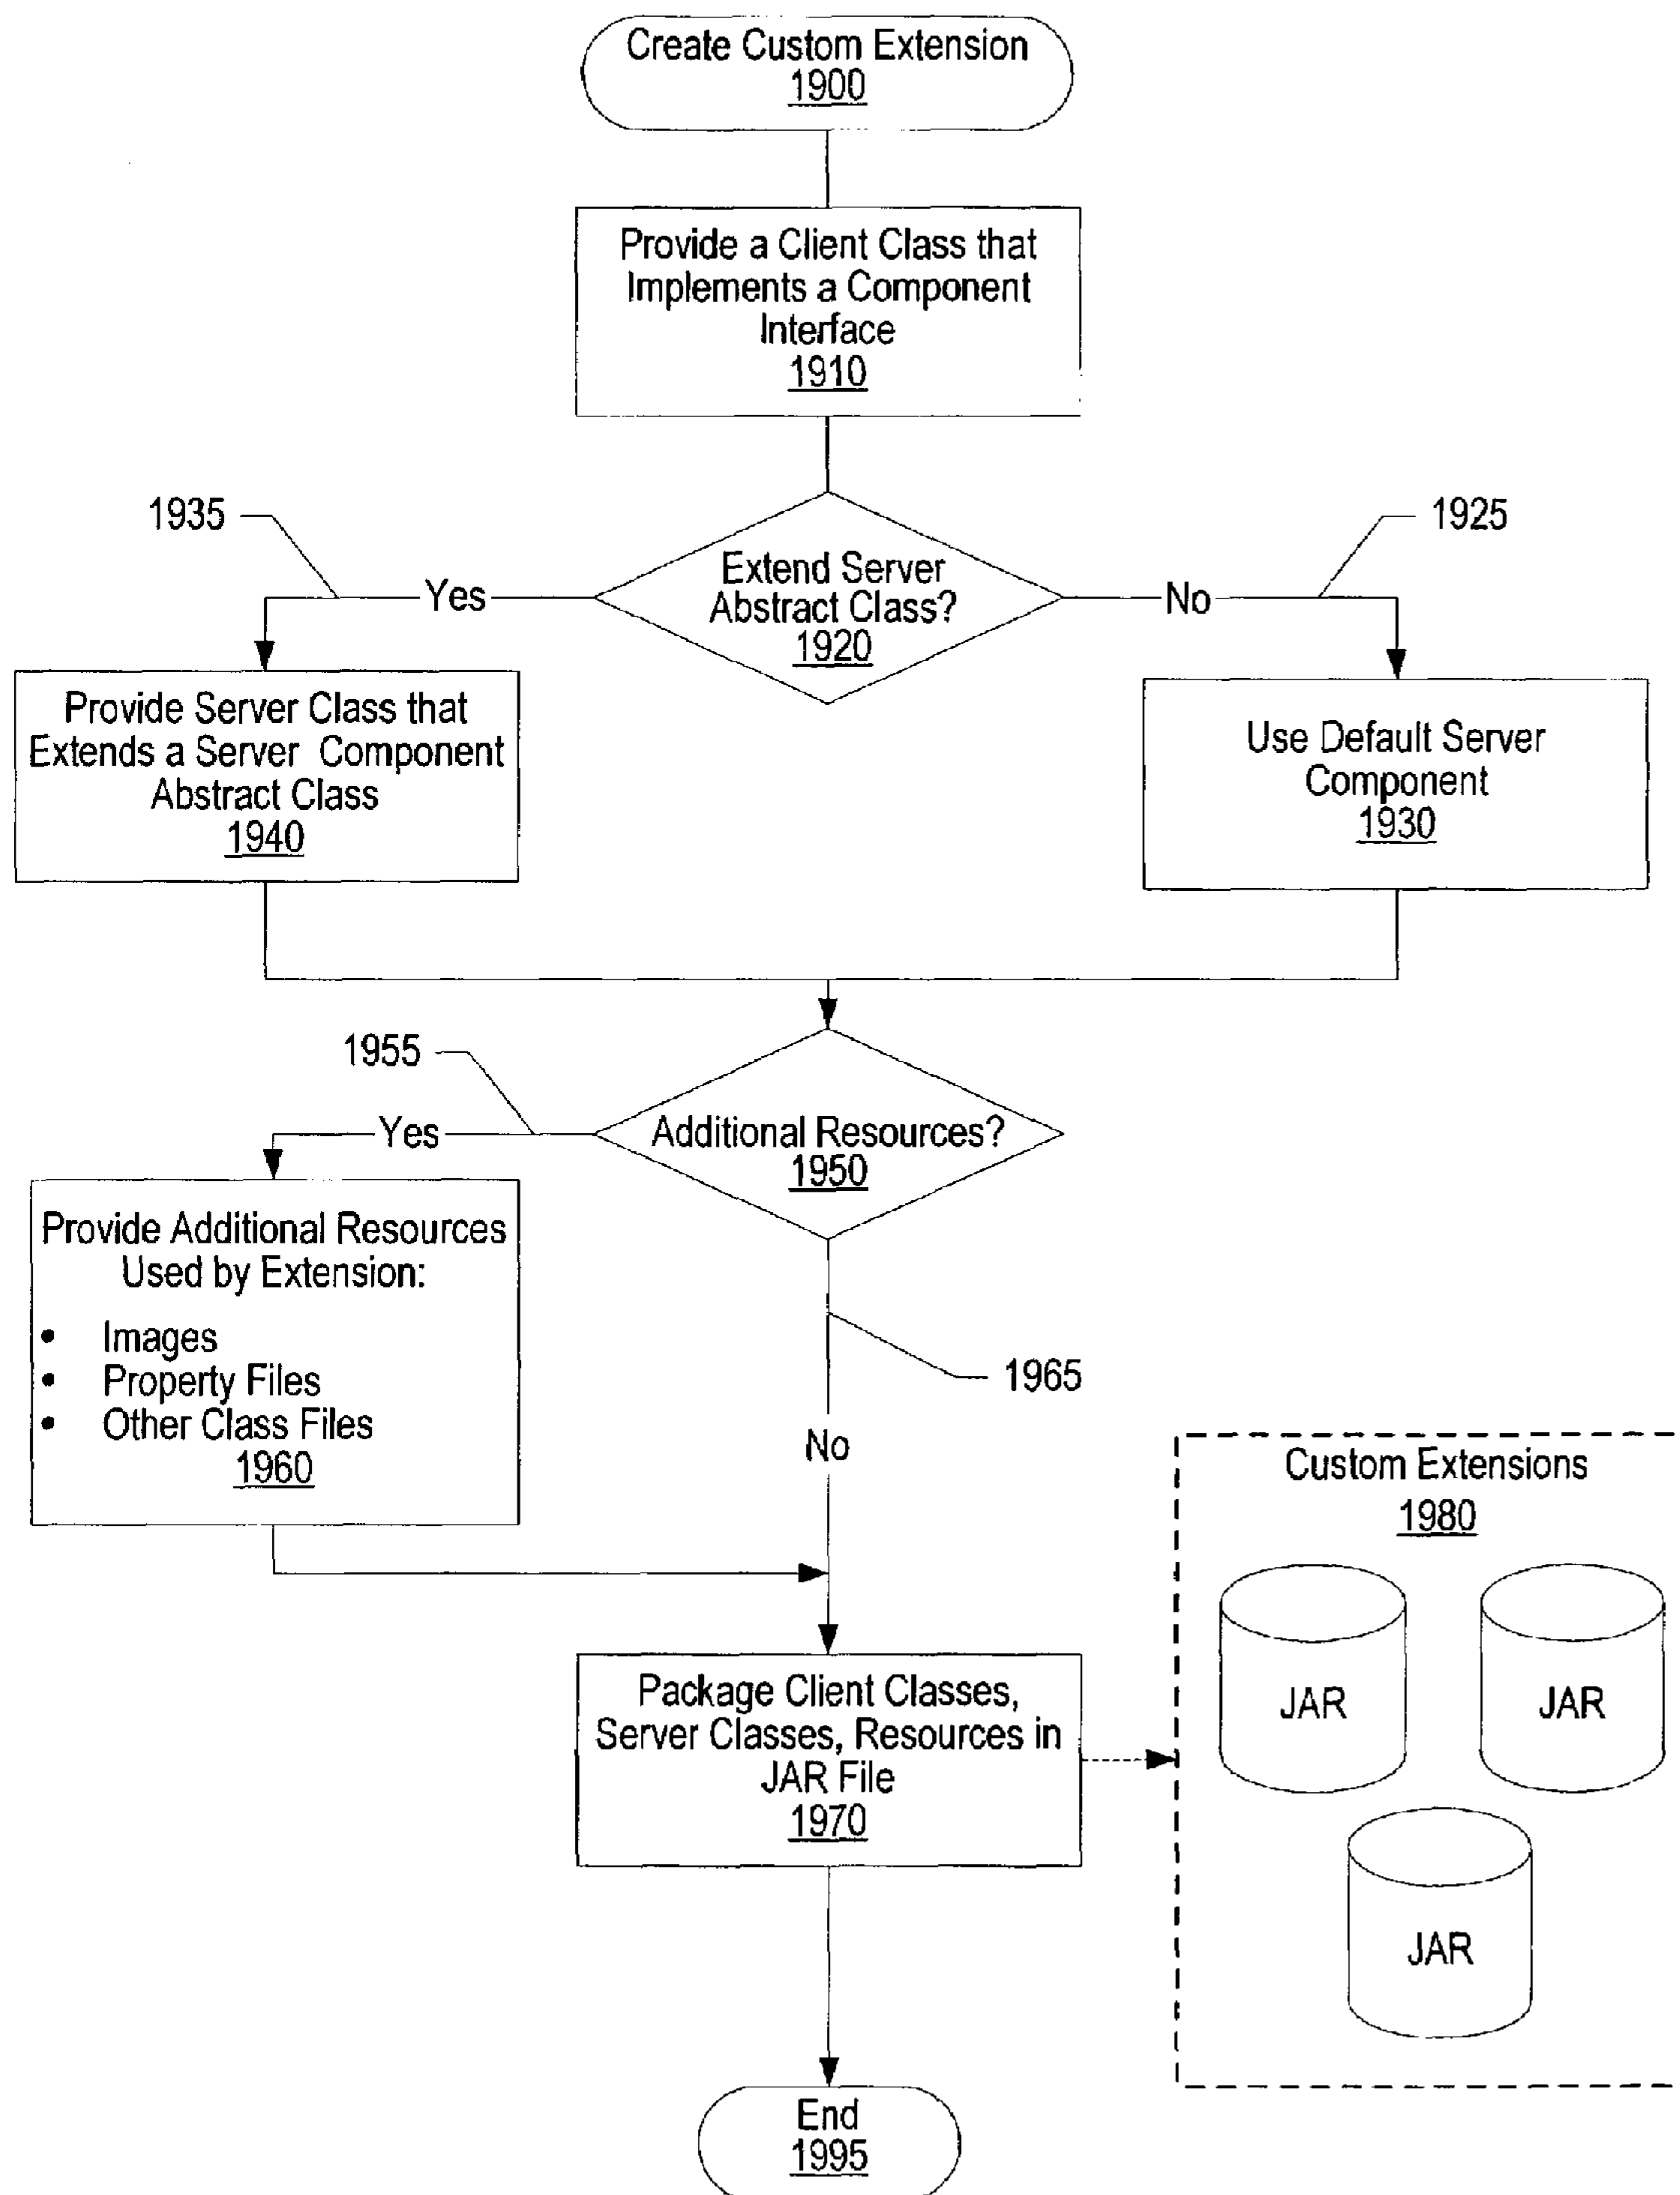 Create Custom Extension
1900
Provide a Client Class that
Implements a Component
Interface
1910
1935
1925
Extend Server
Abstract Class?
1920
Yes
No
Provide Server Class that
Extends a Server Component
Abstract Class
1940
Use Default Server
Component
1930
1955
Yes
Additional Resources?
1950
Provide Additional Resources
Used by Extension:
• Images
• Property Files
• Other Class Files
1960
1965
No
Custom Extensions
1980
JAR
JAR
JAR
Package Client Classes,
Server Classes, Resources in
JAR File
1970
End
1995